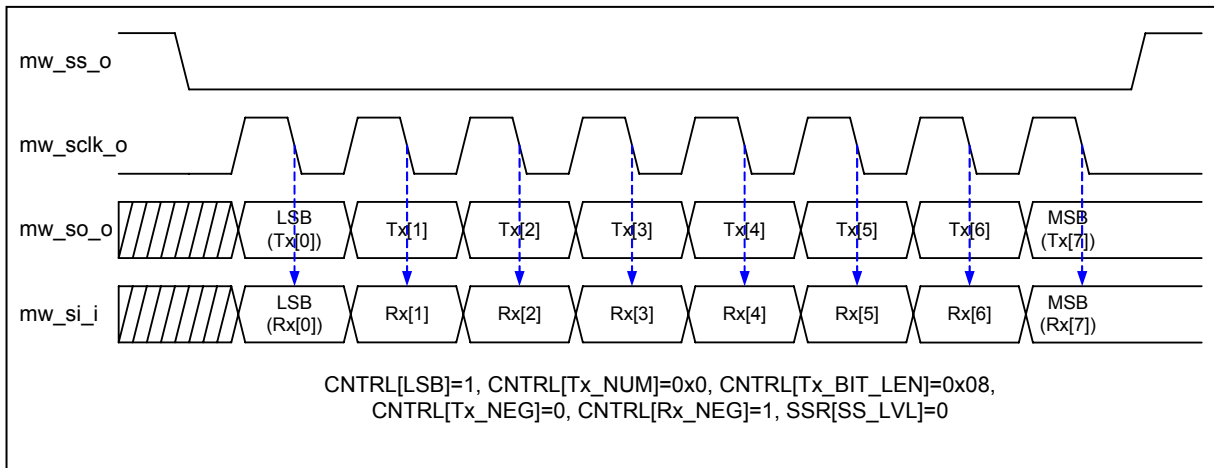 mw_ss_o
mw_sclk_o
mw_so_o
LSB
(Tx[0])
Tx[1]
Tx[2]
Tx[3]
Tx[4]
Tx[5]
Tx[6]
MSB
(Tx[7])
mw_si_i
LSB
(Rx[0])
Rx[1]
Rx[2]
Rx[3]
Rx[4]
Rx[5]
Rx[6]
MSB
(Rx[7])
CNTRL[LSB]=1, CNTRL[Tx_NUM]=0x0, CNTRL[Tx_BIT_LEN]=0x08,
CNTRL[Tx_NEG]=0, CNTRL[Rx_NEG]=1, SSR[SS_LVL]=0